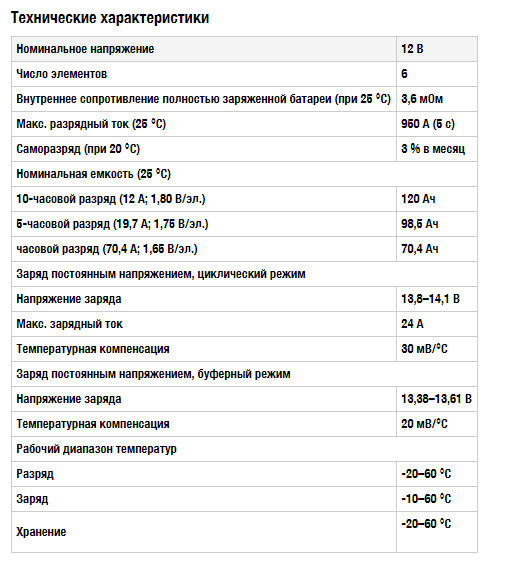 Технические характеристики
Номинальное напряжение 12 В
Число элементов 6
Внутреннее сопротивление полностью заряженной батареи (при 25 °C) 3,6 мОм
Макс. разрядный ток (25 °C) 950 А (5 с)
Саморазряд (при 20 °C) 3 % в месяц
Номинальная емкость (25 °C)
10-часовой разряд (12 А; 1,80 В/эл.) 120 Ач
5-часовой разряд (19,7 А; 1,75 В/эл.) 98,5 Ач
часовой разряд (70,4 А; 1,65 В/эл.) 70,4 Ач
Заряд постоянным напряжением, циклический режим
Напряжение заряда 13,8–14,1 В
Макс. зарядный ток 24 А
Температурная компенсация 30 мВ/°C
Заряд постоянным напряжением, буферный режим
Напряжение заряда 13,38–13,61 В
Температурная компенсация 20 мВ/°C
Рабочий диапазон температур
Разряд -20–60 °C
Заряд -10–60 °C
Хранение -20–60 °C